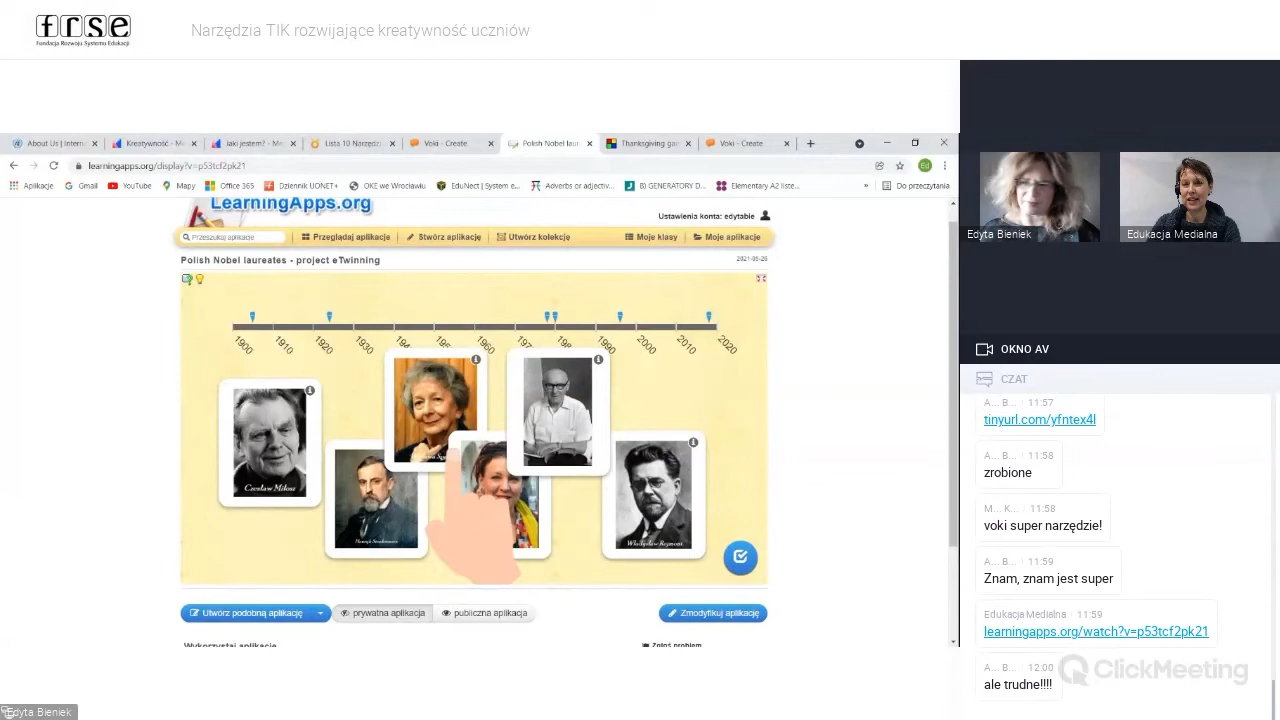 frse
Fundacja Rozwoju Systemu Edukacji
Narzędzia TIK rozwijające kreatywność uczniów
About Us | Intern
Kreatywność - Me
Jaki jestem? - Me
Lista 10 Narzędzi
Voki - Create
Polish Nobel laur
Thanksgiving gar
Voki - Create
learningapps.org/display?v=p53tcf2pk21
Ed
Aplikacje
Gmail
YouTube
Mapy
Office 365
Dziennik UONET+
OKE we Wrocławiu
EduNect | System e...
Adverbs or adjectiv...
B) GENERATORY D...
Elementary A2 liste...
»
Do przeczytania
LearningApps.org
Ustawienia konta: edytabie
Przeszukaj aplikacje
Przeglądaj aplikacje
Stwórz aplikację
Utwórz kolekcję
Moje klasy
Moje aplikacje
Polish Nobel laureates - project eTwinning
2021-05-26
1900
1910
1920
1930
1960
2000
2010
2020
Czesław Miłosz
Henryk Sienkiewicz
Władysław Reymont
Utwórz podobną aplikację
prywatna aplikacja
publiczna aplikacja
Zmodyfikuj aplikację
Wykorzystaj aplikację
Zgłoś problem
Edyta Bieniek
Edyta Bieniek
Edukacja Medialna
OKNO AV
CZAT
A... B... 11:57
tinyurl.com/yfntex4l
A... B... 11:58
zrobione
M... K... 11:58
voki super narzędzie!
A... B... 11:59
Znam, znam jest super
Edukacja Medialna 11:59
learningapps.org/watch?v=p53tcf2pk21
A... B... 12:00
ale trudne!!!!
ClickMeeting